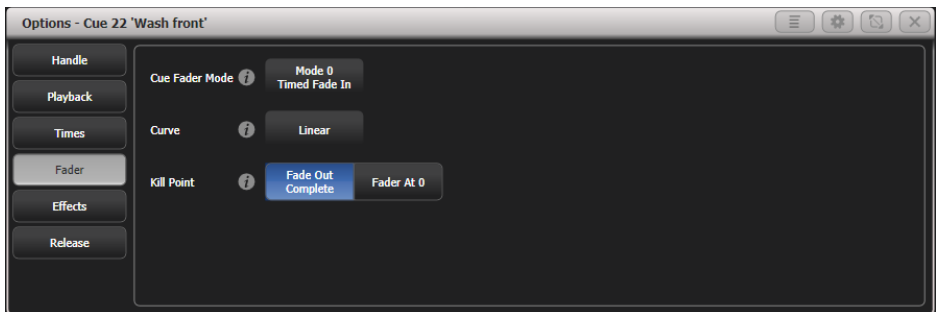 Options - Cue 22 'Wash front'
Handle
Playback
Times
Fader
Effects
Release
Cue Fader Mode i
Mode 0
Timed Fade In
Curve i
Linear
Kill Point i
Fade Out
Complete
Fader At 0